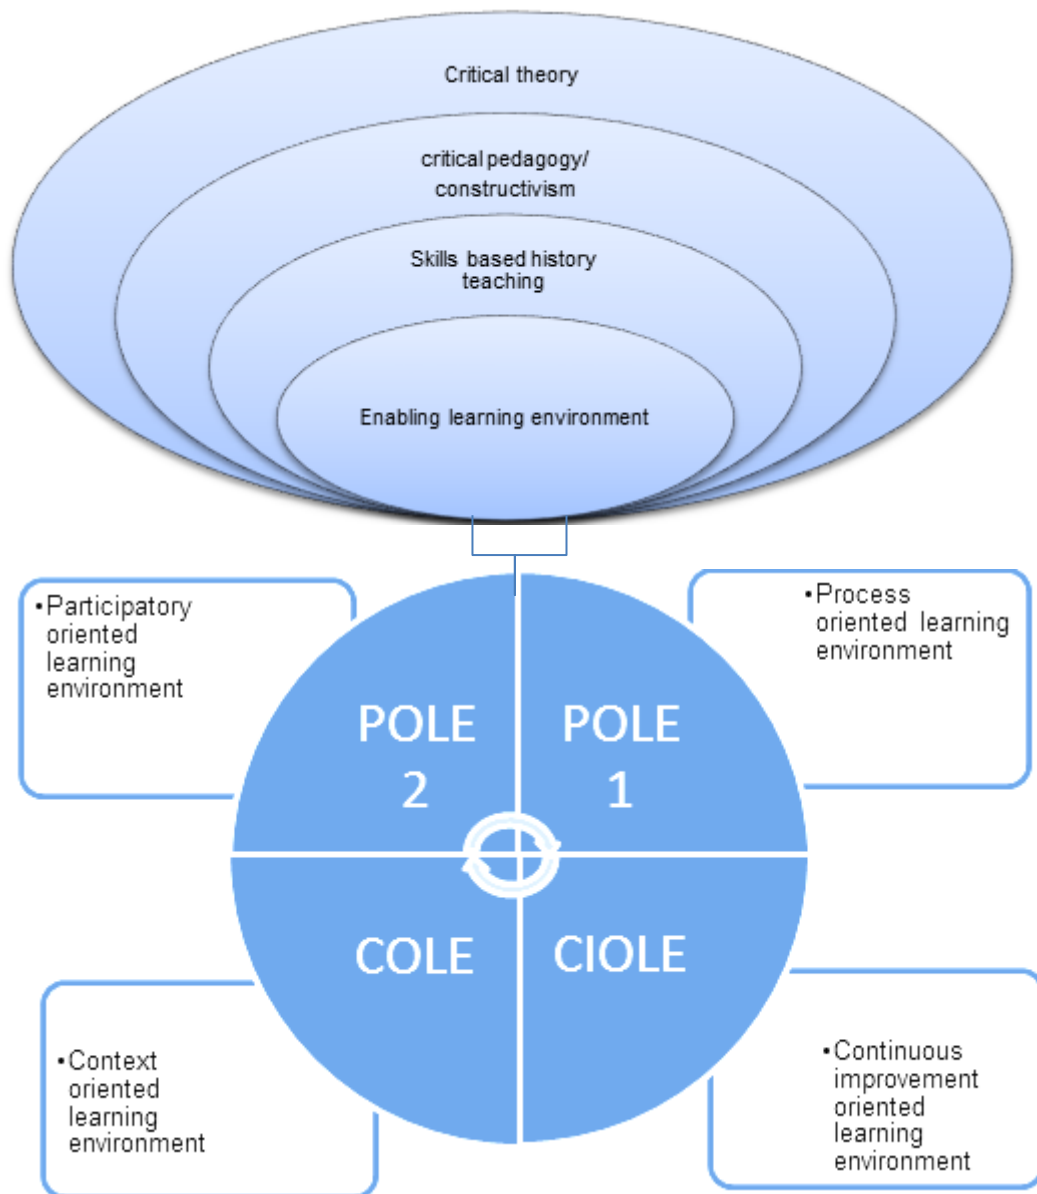 Critical theory
critical pedagogy/
constructivism
Skills based history
teaching
Enabling learning environment
•Participatory
oriented
learning
environment
•Process
oriented learning
environment
POLE
2
POLE
1
COLE
CIOLE
•Context
oriented
learning
environment
•Continuous
improvement
oriented
learning
environment